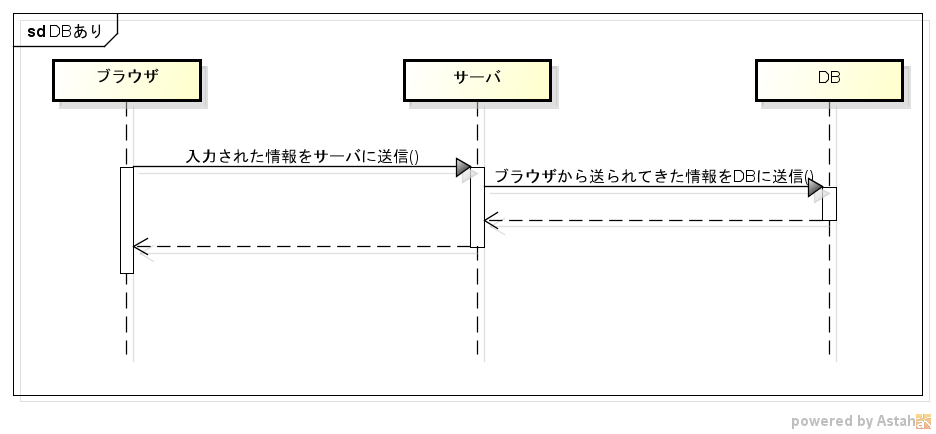 sd DBあり
ブラウザ
サーバ
DB
入力された情報をサーバに送信()
ブラウザから送られてきた情報をDBに送信()
powered by Astah